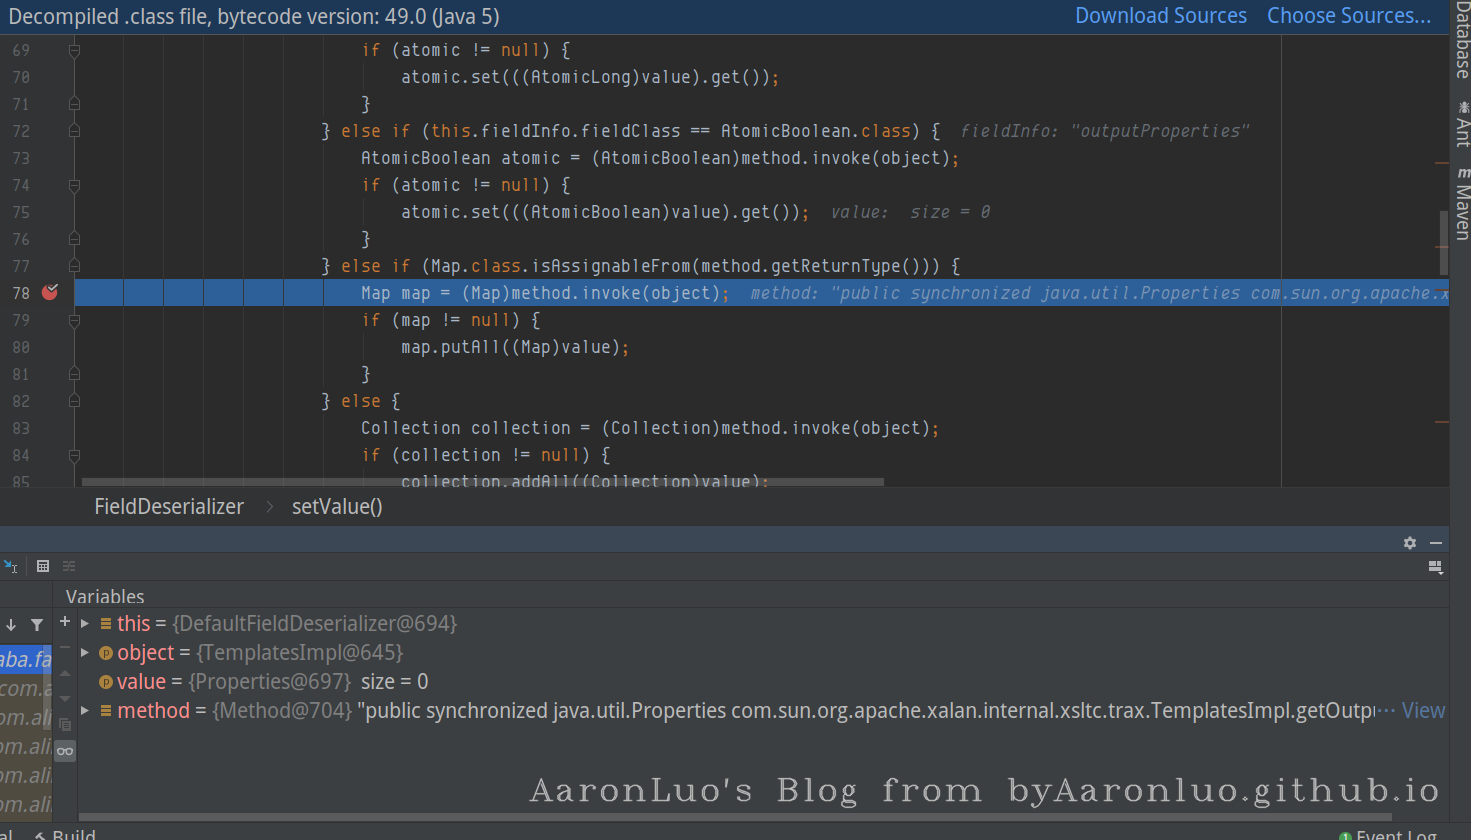 Decompiled .class file, bytecode version: 49.0 (Java 5) Download Sources Choose Sources...
69 if (atomic != null) {
70 atomic.set(((AtomicLong)value).get());
71 }
72 } else if (this.fieldInfo.fieldClass == AtomicBoolean.class) { fieldInfo: "outputProperties"
73 AtomicBoolean atomic = (AtomicBoolean)method.invoke(object);
74 if (atomic != null) {
75 atomic.set(((AtomicBoolean)value).get()); value: size = 0
76 }
77 } else if (Map.class.isAssignableFrom(method.getReturnType())) {
78 Map map = (Map)method.invoke(object); method: "public synchronized java.util.Properties com.sun.org.apache.x
79 if (map != null) {
80 map.putAll((Map)value);
81 }
82 } else {
83 Collection collection = (Collection)method.invoke(object);
84 if (collection != null) {
85 collection.addAll((Collection)value);
Database
Ant
m Maven
FieldDeserializer > setValue()
Variables
this = {DefaultFieldDeserializer@694}
object = {TemplatesImpl@645}
value = {Properties@697} size = 0
method = {Method@704} "public synchronized java.util.Properties com.sun.org.apache.xalan.internal.xsltc.trax.TemplatesImpl.getOutpu... View
aba.fa
com.a
om.ali
om.ali
om.ali
om.ali
AaronLuo's Blog from byAaronluo.github.io
al Build 1 Event Log